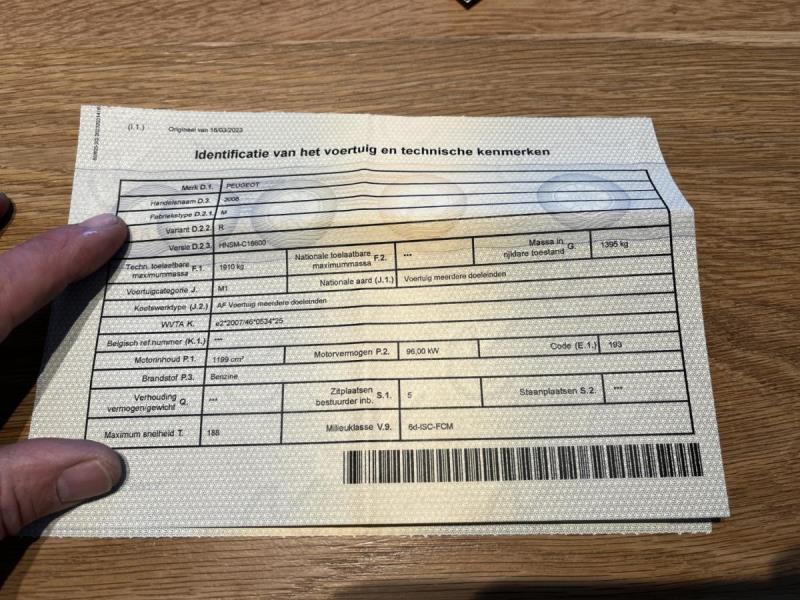 (I.1.) Origineel van 16/03/2023
Identificatie van het voertuig en technische kenmerken
Merk D.1. PEUGEOT
Handelsnaam D.3. 2008
Fabriekstype D.2.1. M
Variant D.2.2. R
Versie D.2.3. HNSM-C16600
Techn. toelaatbare maximummassa F.1. 1910 kg Nationale toelaatbare maximummassa F.2. *** Massa in rijklare toestand G. 1395 kg
Voertuigcategorie J. M1 Nationale aard (J.1.) Voertuig meerdere doeleinden
Koetswerktype (J.2.) AF Voertuig meerdere doeleinden
WVTA K. e2*2007/46*0534*25
Belgisch ref.nummer (K.1.) ***
Motorinhoud P.1. 1199 cm³ Motorvermogen P.2. 96,00 kW Code (E.1.) 193
Brandstof P.3. Benzine
Verhouding vermogen/gewicht Q. *** Zitplaatsen bestuurder inb. S.1. 5 Staanplaatsen S.2. ***
Maximum snelheid T. 188 Milieuklasse V.9. 6d-ISC-FCM